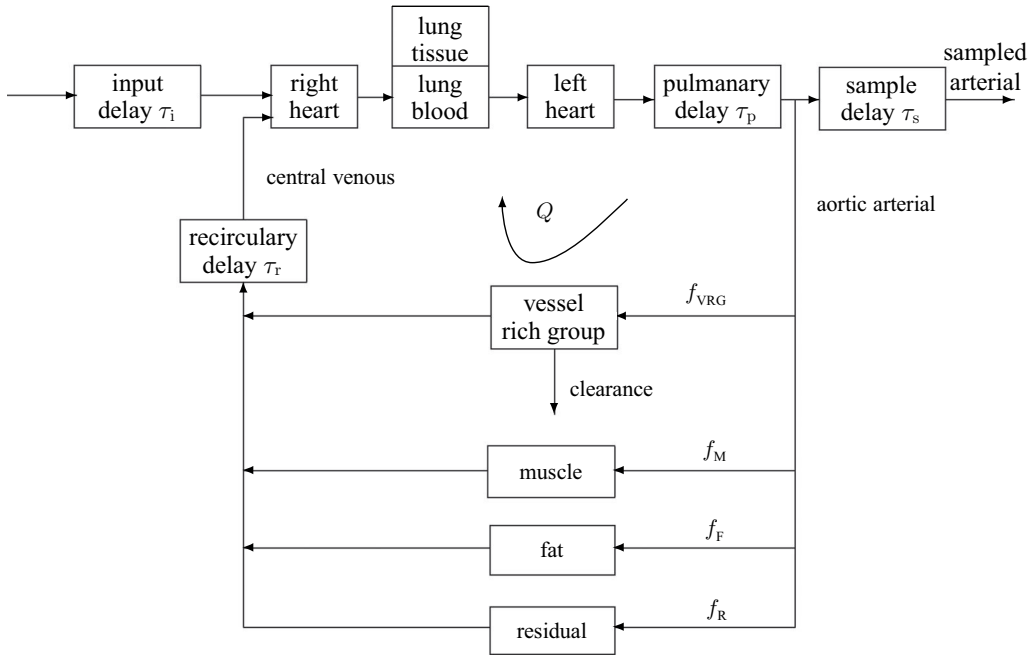 lung
tissue
sampled
arterial
input
delay τi
right
heart
lung
blood
left
heart
pulmanary
delay τp
sample
delay τs
central venous
aortic arterial
Q
recirculary
delay τr
vessel
rich group
fVRG
clearance
muscle
fM
fat
fF
residual
fR